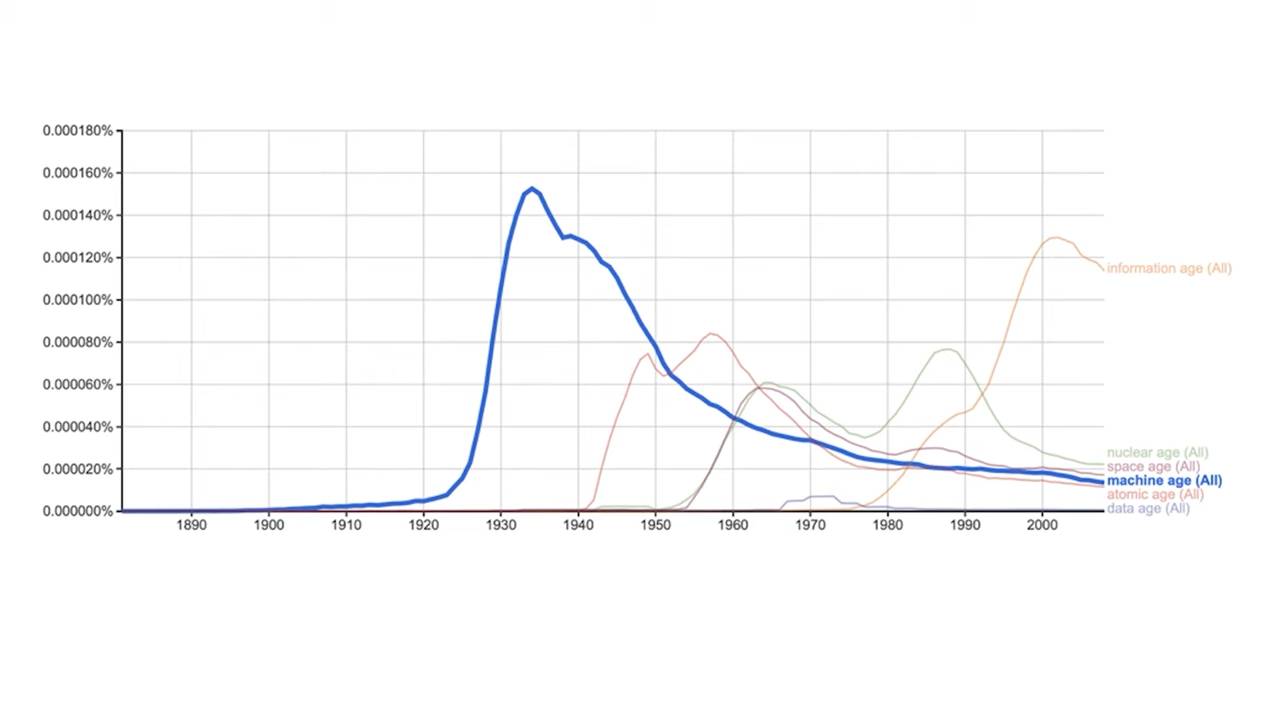 0.000180%
0.000160%
0.000140%
0.000120%
0.000100%
0.000080%
0.000060%
0.000040%
0.000020%
0.000000%
1890 1900 1910 1920 1930 1940 1950 1960 1970 1980 1990 2000
information age (All)
nuclear age (All)
space age (All)
machine age (All)
atomic age (All)
data age (All)